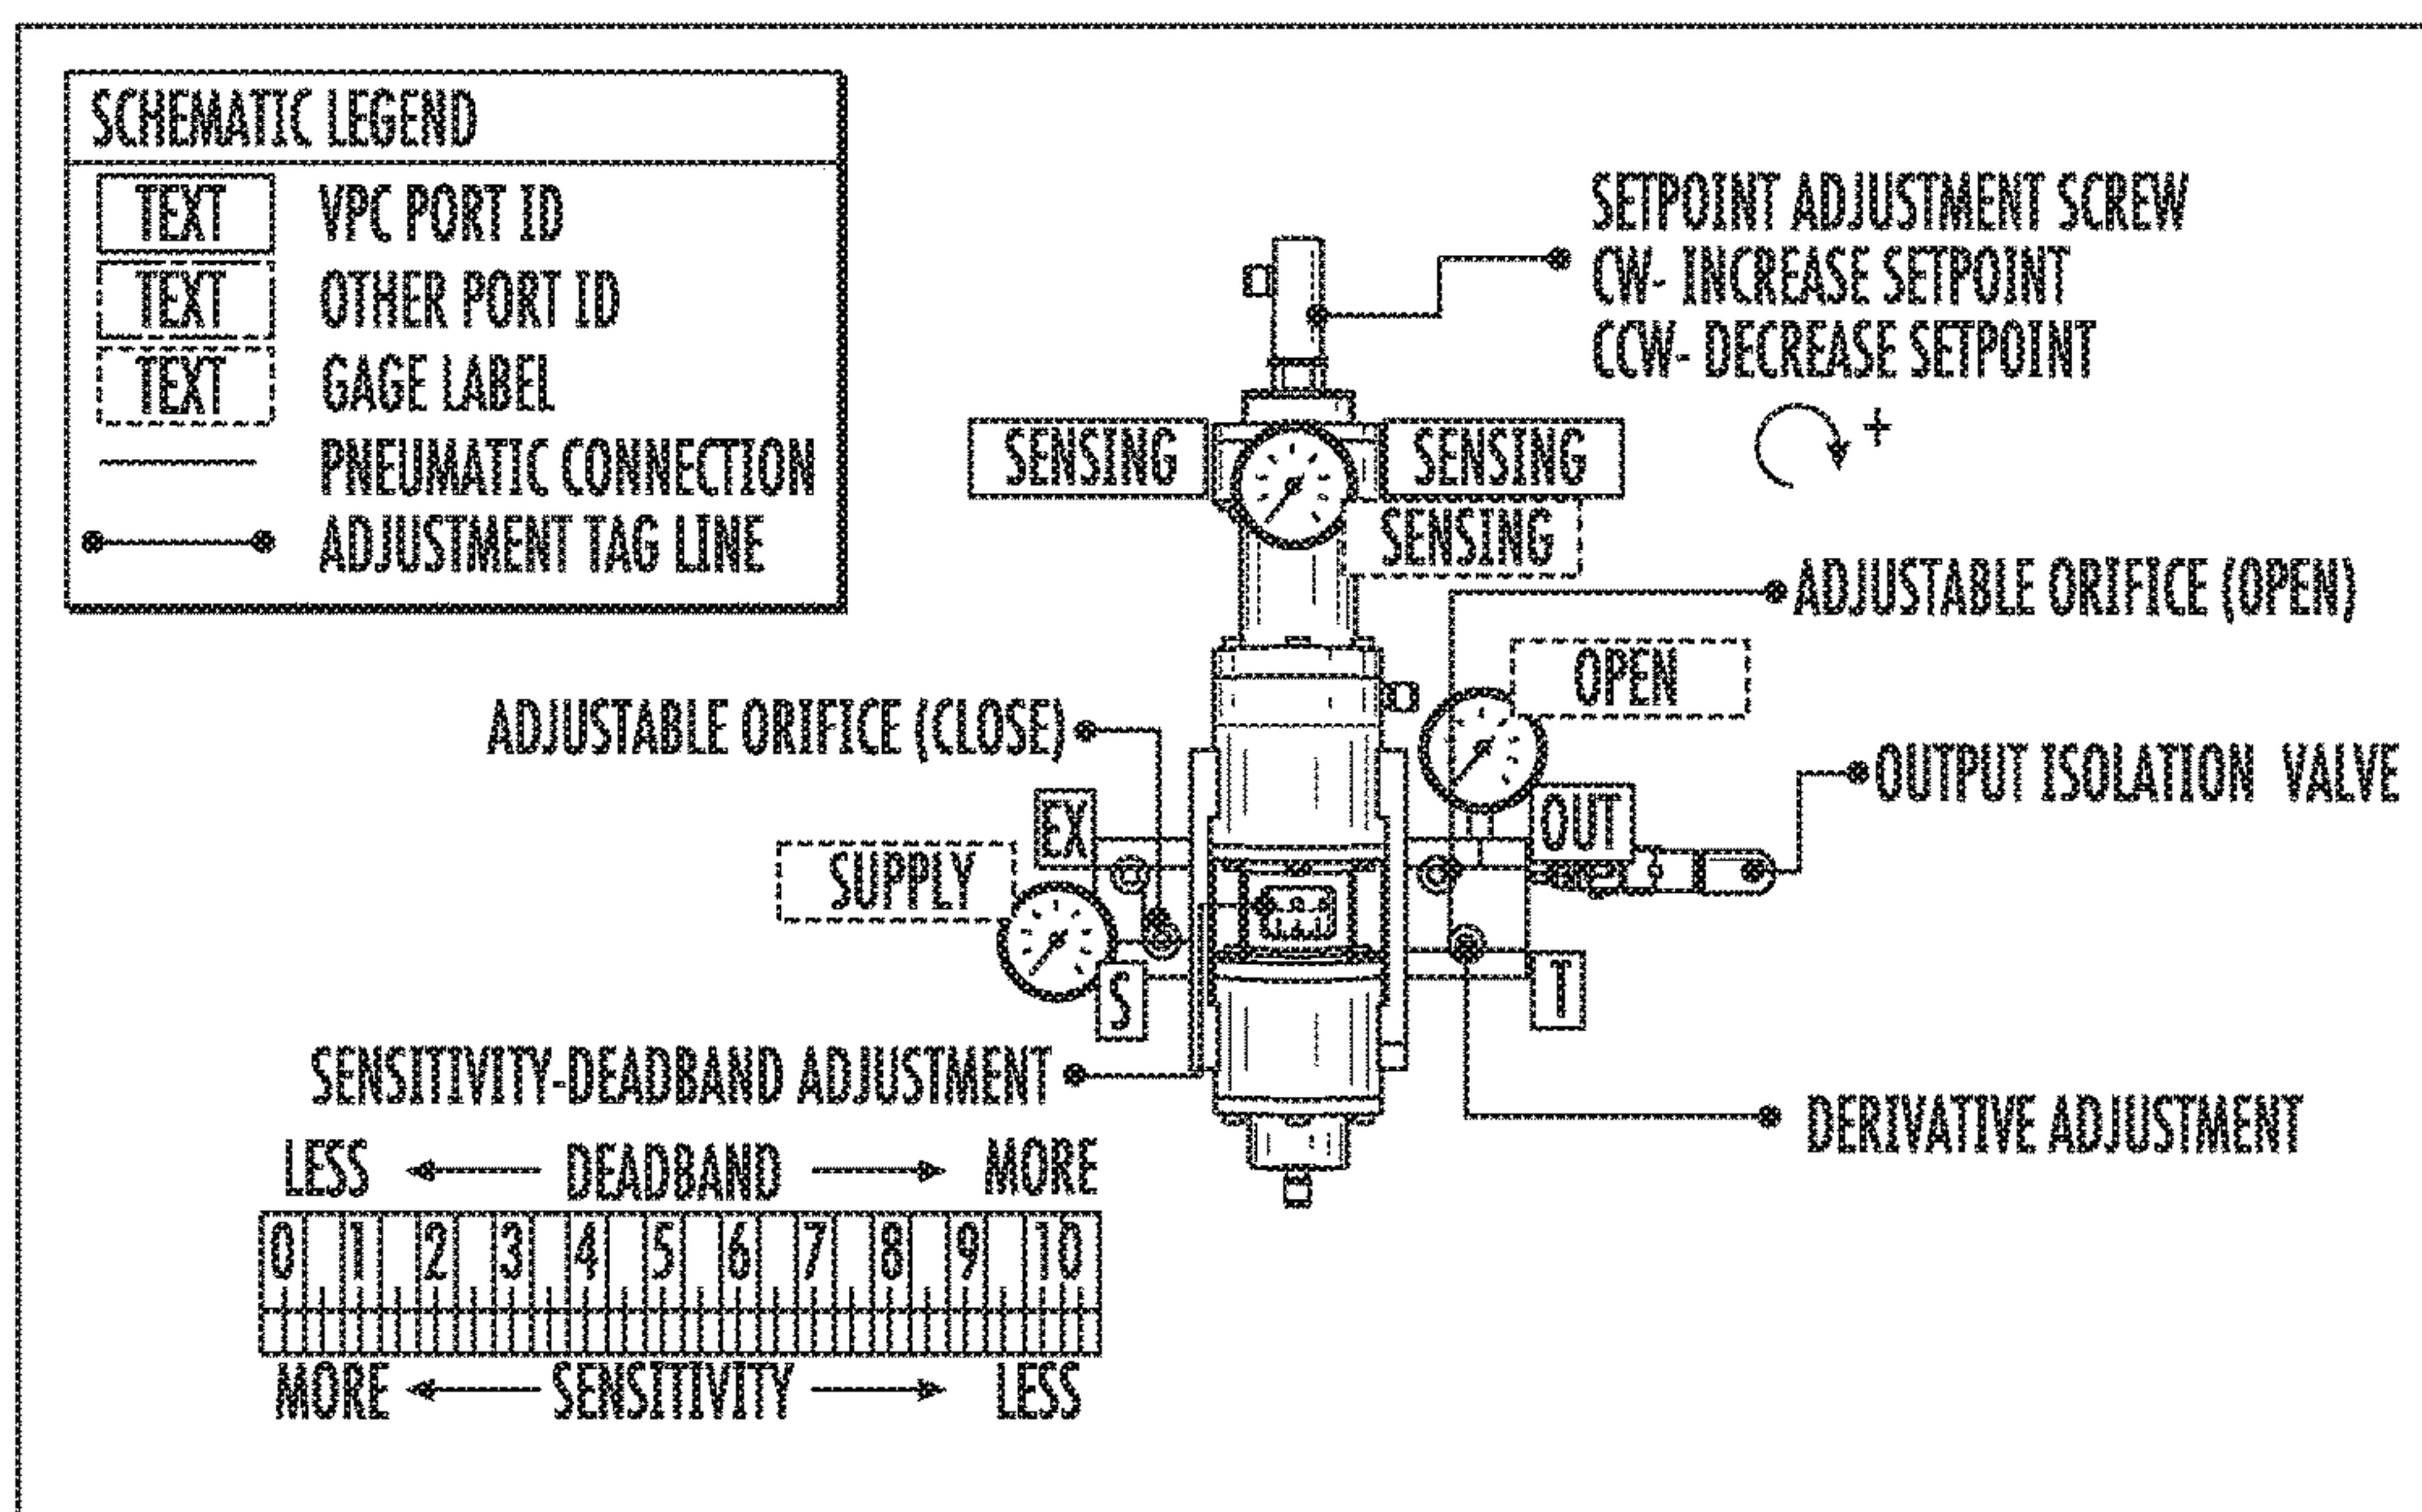 SCHEMATIC LEGEND
TEXT VPC PORT ID
TEXT OTHER PORT ID
TEXT GAGE LABEL
PNEUMATIC CONNECTION
ADJUSTMENT TAG LINE
SETPOINT ADJUSTMENT SCREW
CW- INCREASE SETPOINT
CCW- DECREASE SETPOINT
+
SENSING
SENSING
SENSING
ADJUSTABLE ORIFICE (OPEN)
OPEN
ADJUSTABLE ORIFICE (CLOSE)
OUTPUT ISOLATION VALVE
EX
OUT
SUPPLY
S
T
SENSITIVITY-DEADBAND ADJUSTMENT
DERIVATIVE ADJUSTMENT
LESS DEADBAND MORE
0 1 2 3 4 5 6 7 8 9 10
MORE SENSITIVITY LESS